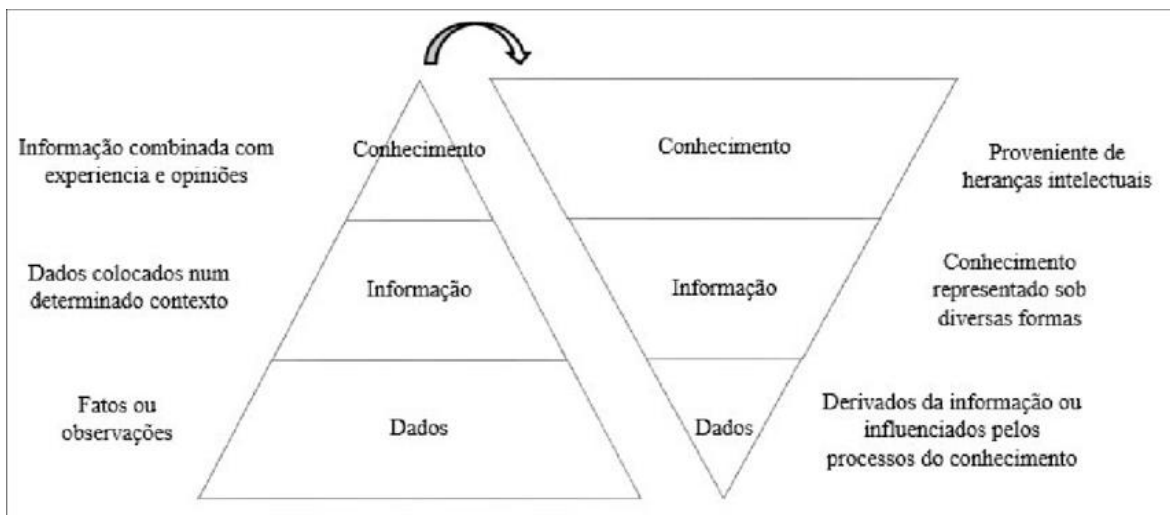 Informação combinada com
experiencia e opiniões
Conhecimento
Conhecimento
Proveniente de
heranças intelectuais
Dados colocados num
determinado contexto
Informação
Informação
Conhecimento
representado sob
diversas formas
Fatos ou
observações
Dados
Dados
Derivados da informação ou
influenciados pelos
processos do conhecimento